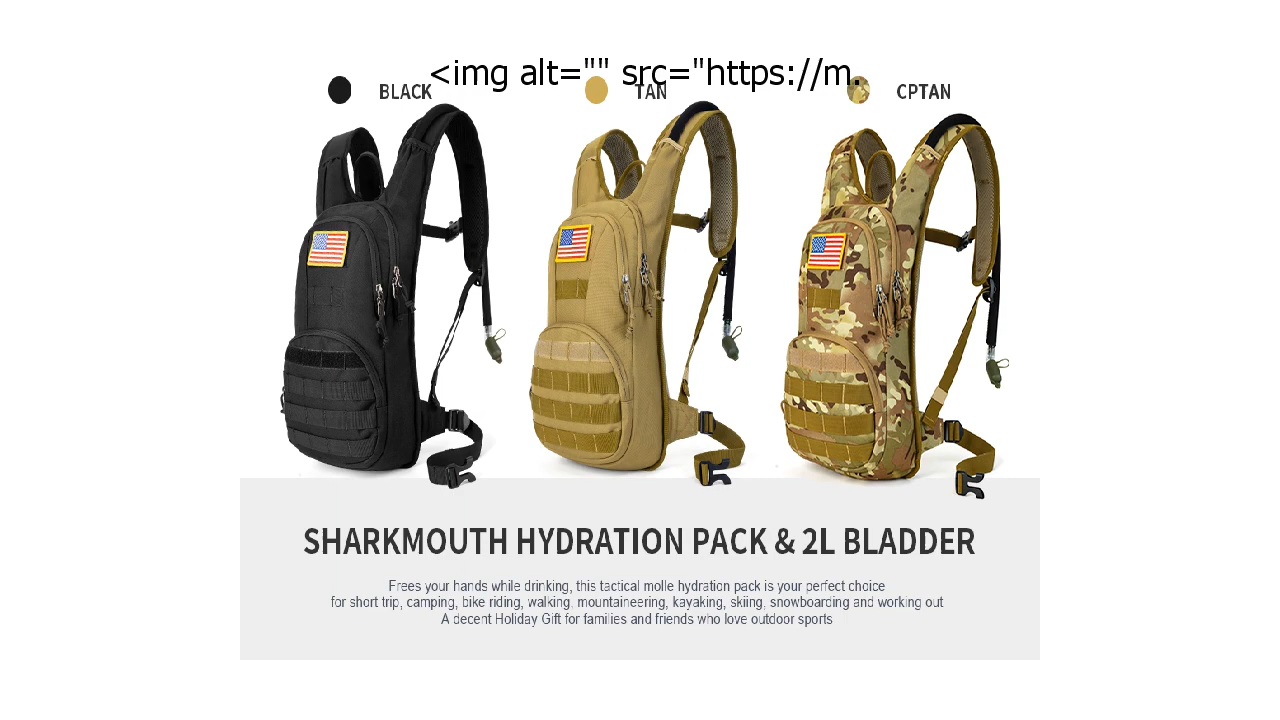 <img alt="" src="https://m.
BLACK
TAN
CPTAN
SHARKMOUTH HYDRATION PACK & 2L BLADDER
Frees your hands while drinking, this tactical molle hydration pack is your perfect choice
for short trip, camping, bike riding, walking, mountaineering, kayaking, skiing, snowboarding and working out
A decent Holiday Gift for families and friends who love outdoor sports